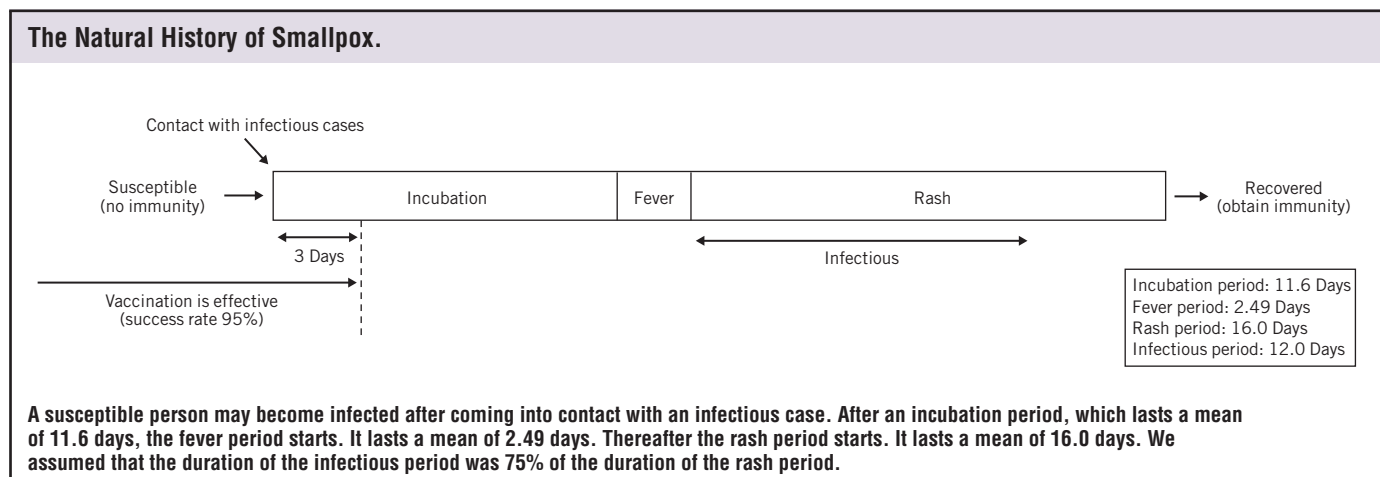 The Natural History of Smallpox.
Contact with infectious cases
Susceptible
(no immunity)
Incubation
Fever
Rash
Recovered
(obtain immunity)
3 Days
Infectious
Vaccination is effective
(success rate 95%)
Incubation period: 11.6 Days
Fever period: 2.49 Days
Rash period: 16.0 Days
Infectious period: 12.0 Days
A susceptible person may become infected after coming into contact with an infectious case. After an incubation period, which lasts a mean
of 11.6 days, the fever period starts. It lasts a mean of 2.49 days. Thereafter the rash period starts. It lasts a mean of 16.0 days. We
assumed that the duration of the infectious period was 75% of the duration of the rash period.